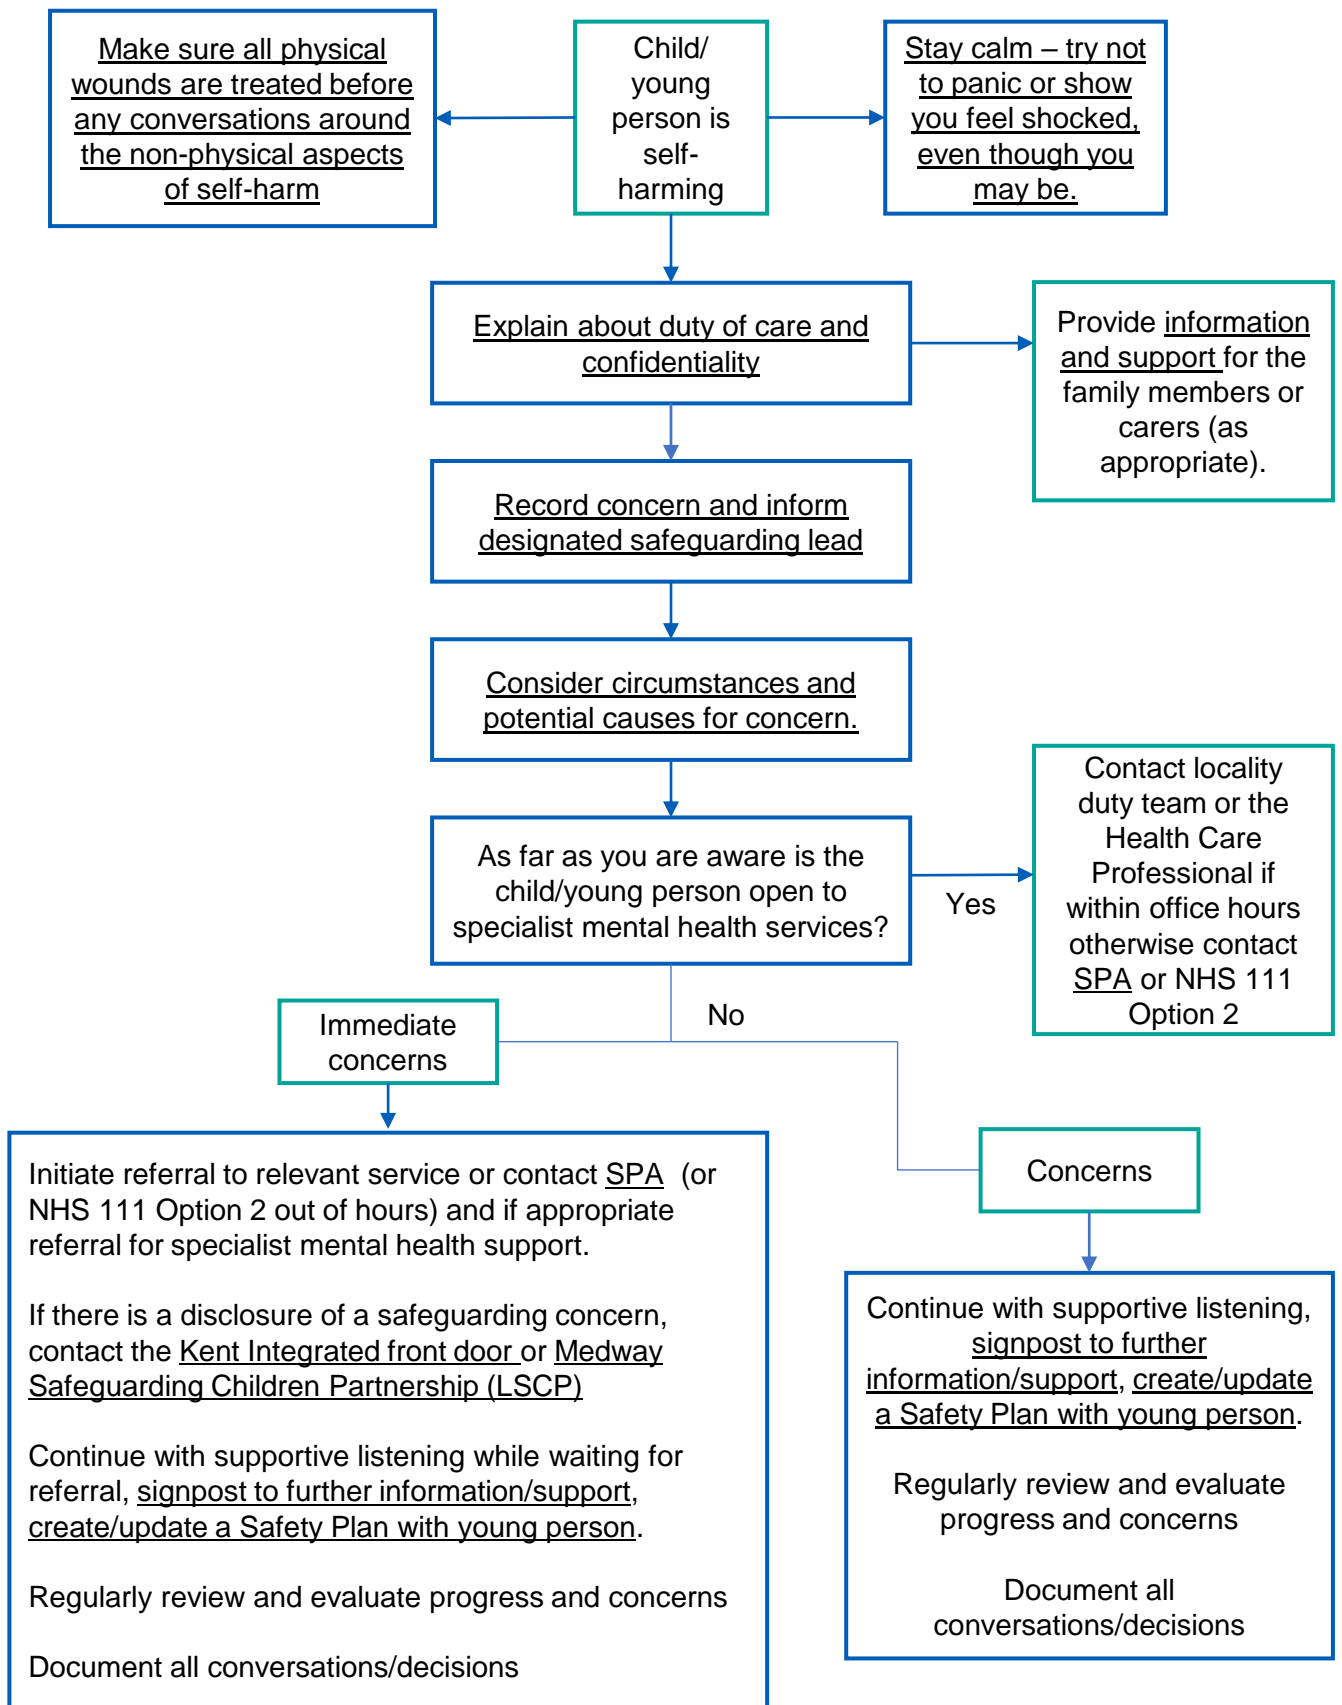 Make sure all physical
wounds are treated before
any conversations around
the non-physical aspects
of self-harm
Child/
young
person is
self-
harming
Stay calm – try not
to panic or show
you feel shocked,
even though you
may be.
Explain about duty of care and
confidentiality
Provide information
and support for the
family members or
carers (as
appropriate).
Record concern and inform
designated safeguarding lead
Consider circumstances and
potential causes for concern.
As far as you are aware is the
child/young person open to
specialist mental health services?
Yes
Contact locality
duty team or the
Health Care
Professional if
within office hours
otherwise contact
SPA or NHS 111
Option 2
No
Immediate
concerns
Initiate referral to relevant service or contact SPA (or
NHS 111 Option 2 out of hours) and if appropriate
referral for specialist mental health support.
If there is a disclosure of a safeguarding concern,
contact the Kent Integrated front door or Medway
Safeguarding Children Partnership (LSCP)
Continue with supportive listening while waiting for
referral, signpost to further information/support,
create/update a Safety Plan with young person.
Regularly review and evaluate progress and concerns
Document all conversations/decisions
Concerns
Continue with supportive listening,
signpost to further
information/support, create/update
a Safety Plan with young person.
Regularly review and evaluate
progress and concerns
Document all
conversations/decisions